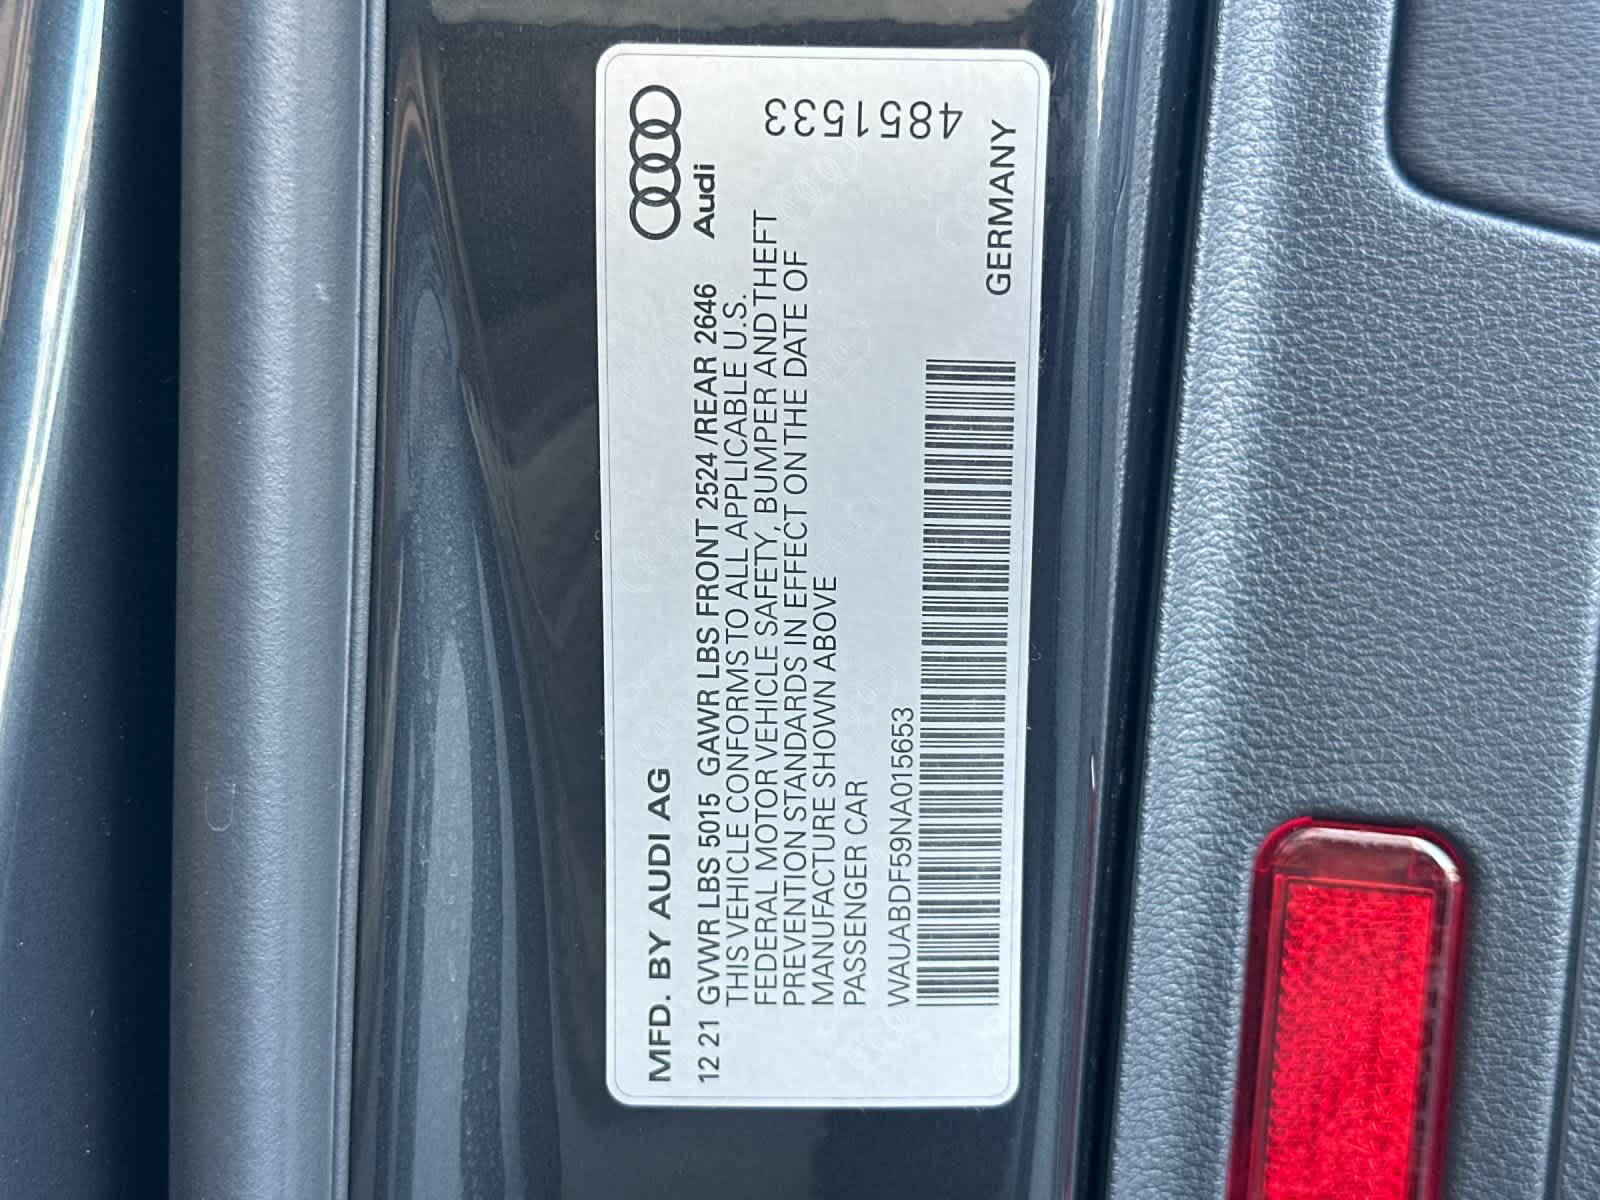 MFD. BY AUDI AG
Audi
12 21 GVWR LBS 5015 GAWR LBS FRONT 2524 /REAR 2646
THIS VEHICLE CONFORMS TO ALL APPLICABLE U.S.
FEDERAL MOTOR VEHICLE SAFETY, BUMPER AND THEFT
PREVENTION STANDARDS IN EFFECT ON THE DATE OF
MANUFACTURE SHOWN ABOVE
PASSENGER CAR
4851533
WAUABDF59NA015653
GERMANY